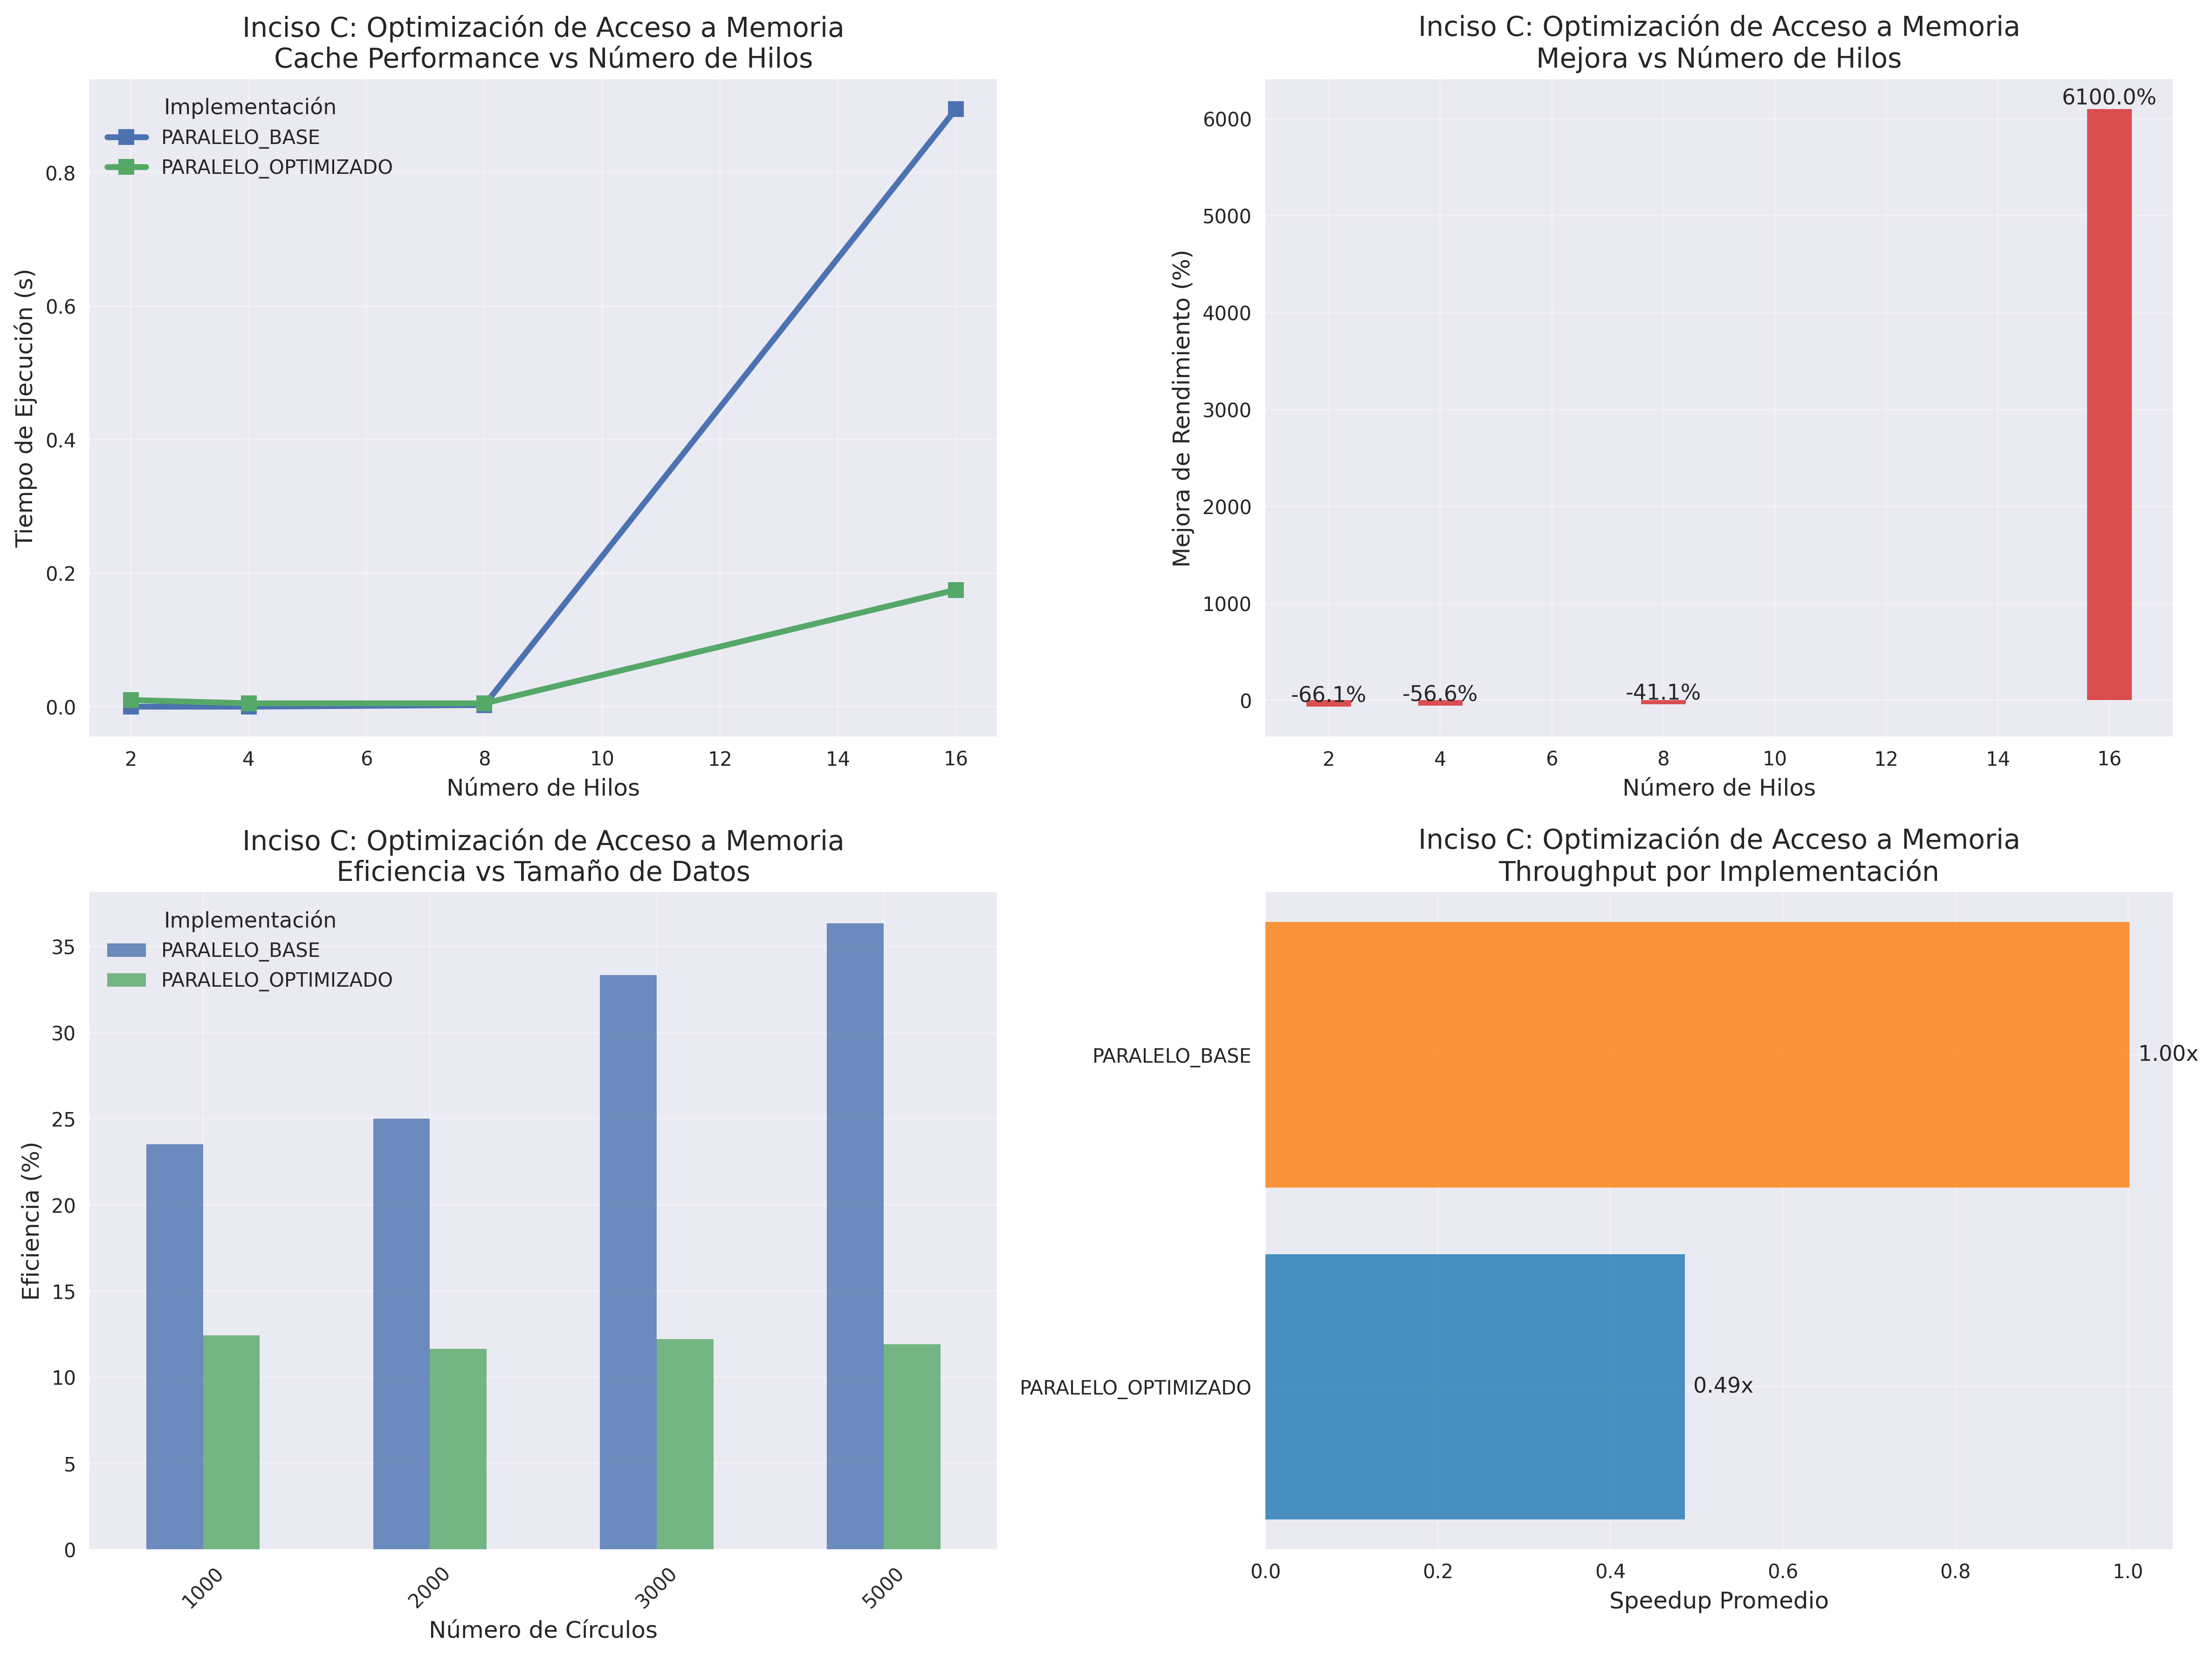 Inciso C: Optimización de Acceso a Memoria
Cache Performance vs Número de Hilos
Implementación
PARALELO_BASE
PARALELO_OPTIMIZADO
Tiempo de Ejecución (s)
0.8
0.6
0.4
0.2
0.0
2 4 6 8 10 12 14 16
Número de Hilos
Inciso C: Optimización de Acceso a Memoria
Mejora vs Número de Hilos
6100.0%
Mejora de Rendimiento (%)
6000
5000
4000
3000
2000
1000
0
-66.1% -56.6% -41.1%
2 4 6 8 10 12 14 16
Número de Hilos
Inciso C: Optimización de Acceso a Memoria
Eficiencia vs Tamaño de Datos
Implementación
PARALELO_BASE
PARALELO_OPTIMIZADO
Eficiencia (%)
35
30
25
20
15
10
5
0
1000 2000 3000 5000
Número de Círculos
Inciso C: Optimización de Acceso a Memoria
Throughput por Implementación
PARALELO_BASE
1.00x
PARALELO_OPTIMIZADO
0.49x
0.0 0.2 0.4 0.6 0.8 1.0
Speedup Promedio